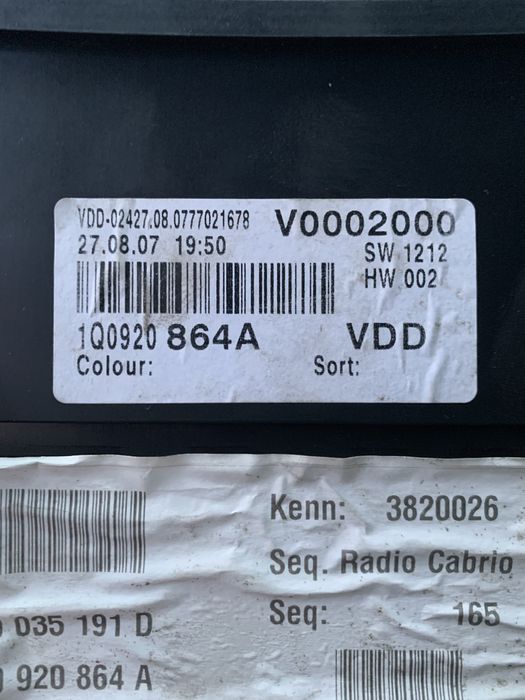 VDD-02427.08.0777021678 V0002000
27.08.07 19:50 SW 1212
HW 002
1Q0920 864A VDD
Colour: Sort:
Kenn: 3820026
Seq. Radio Cabrio
035 191 D Seq: 165
920 864 A